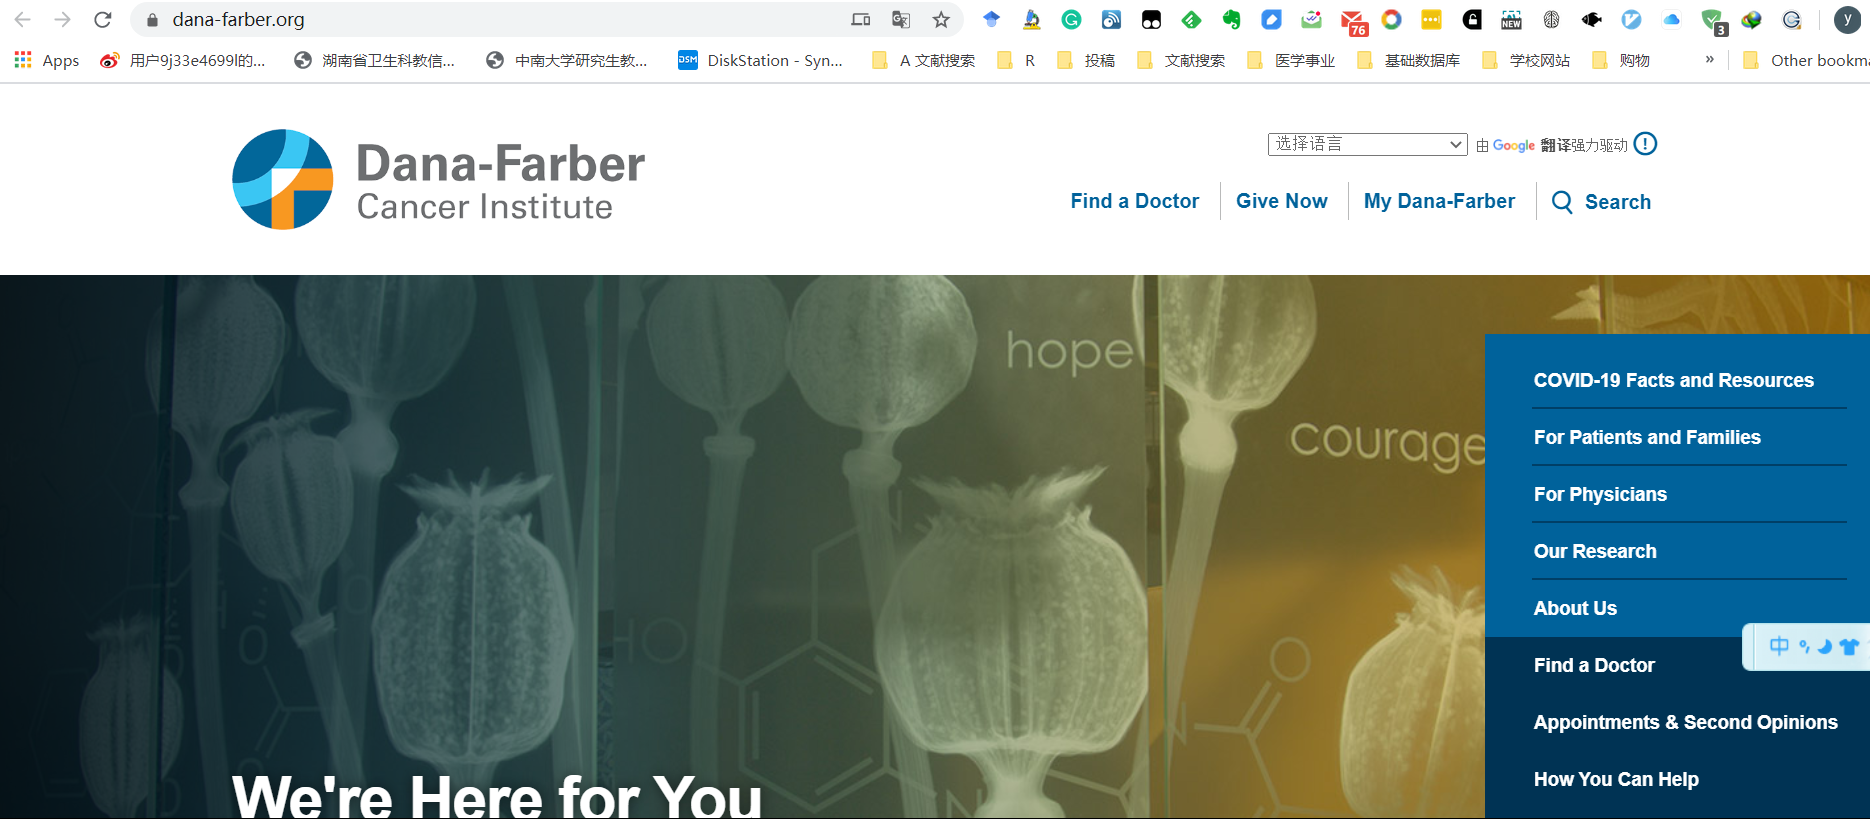 dana-farber.org
76
NEW
3
y
Apps
用户9j33e4699l的...
湖南省卫生科教信...
中南大学研究生教...
DSM
DiskStation - Syn...
A 文献搜索
R
投稿
文献搜索
医学事业
基础数据库
学校网站
购物
»
Other bookma
Dana-Farber
Cancer Institute
选择语言
由 Google 翻译强力驱动
Find a Doctor
Give Now
My Dana-Farber
Search
hope
courage
COVID-19 Facts and Resources
For Patients and Families
For Physicians
Our Research
About Us
中
Find a Doctor
Appointments & Second Opinions
How You Can Help
HO
O
N
O
N
N
We're Here for You